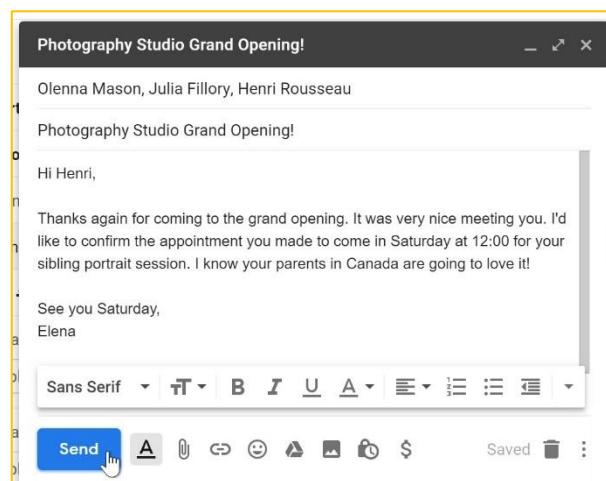 Photography Studio Grand Opening!
Olenna Mason, Julia Fillory, Henri Rousseau
Photography Studio Grand Opening!
Hi Henri,
Thanks again for coming to the grand opening. It was very nice meeting you. I'd
like to confirm the appointment you made to come in Saturday at 12:00 for your
sibling portrait session. I know your parents in Canada are going to love it!
See you Saturday,
Elena
Sans Serif
Send
Saved